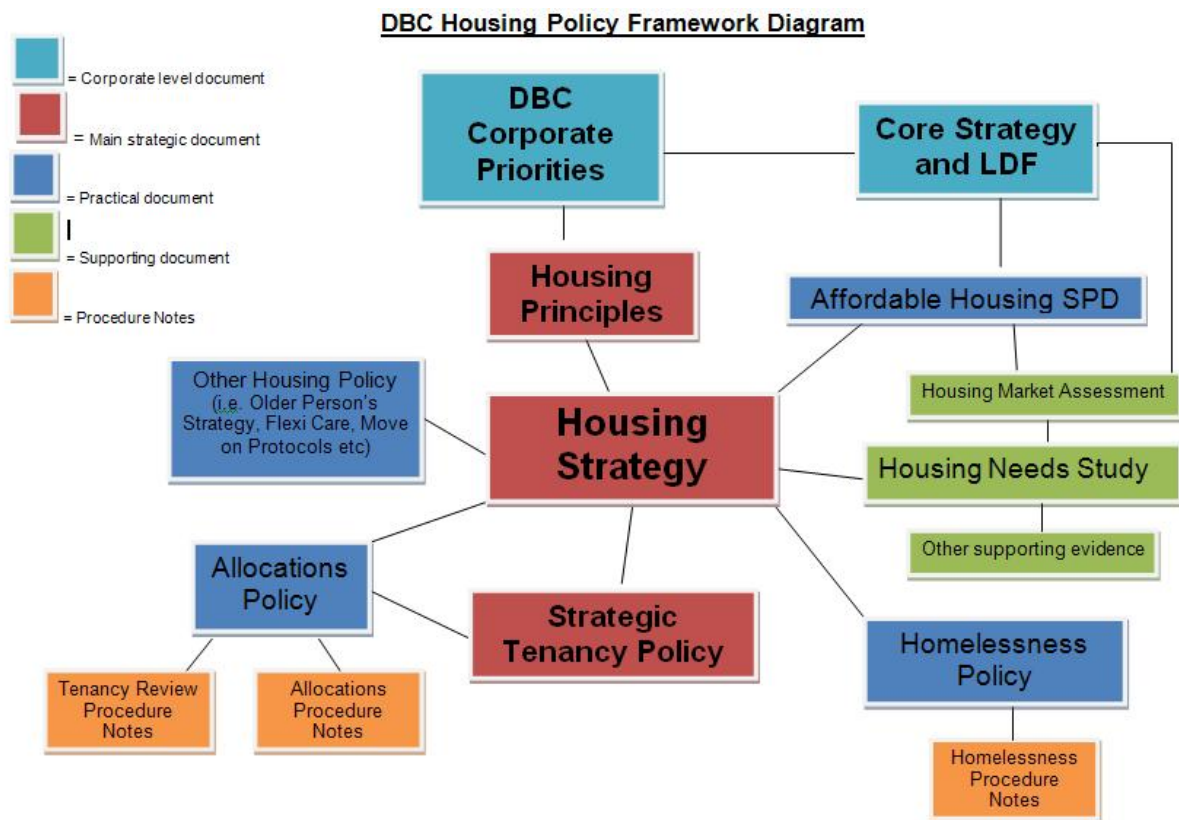 DBC Housing Policy Framework Diagram
= Corporate level document
= Main strategic document
= Practical document
= Supporting document
= Procedure Notes
DBC
Corporate
Priorities
Core Strategy
and LDF
Housing
Principles
Affordable Housing SPD
Other Housing Policy
(i.e. Older Person's
Strategy, Flexi Care, Move
on Protocols etc)
Housing
Strategy
Housing Market Assessment
Housing Needs Study
Other supporting evidence
Allocations
Policy
Strategic
Tenancy Policy
Homelessness
Policy
Tenancy Review
Procedure
Notes
Allocations
Procedure
Notes
Homelessness
Procedure
Notes